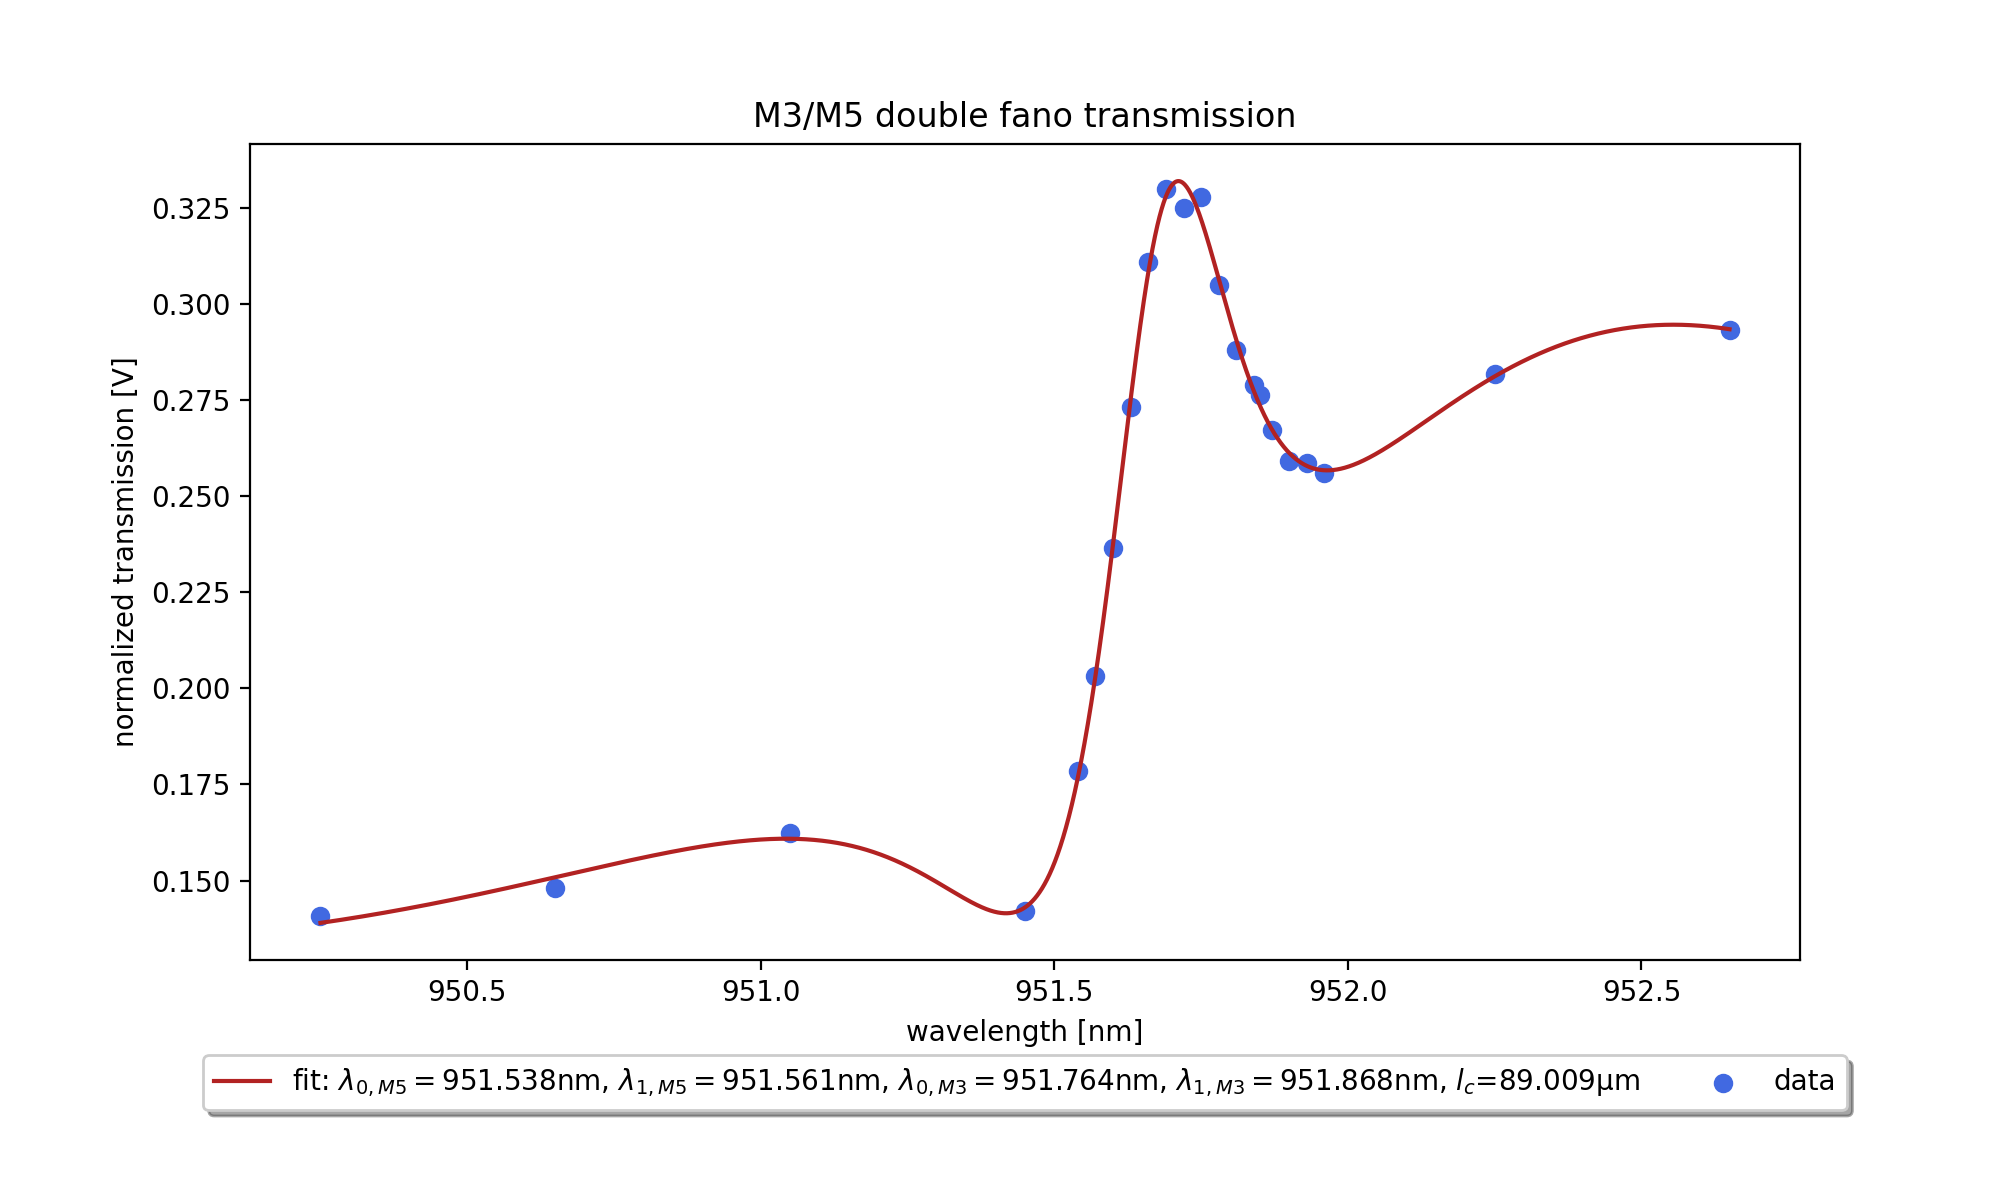 M3/M5 double fano transmission
normalized transmission [V]
0.325
0.300
0.275
0.250
0.225
0.200
0.175
0.150
950.5 951.0 951.5 952.0 952.5
wavelength [nm]
fit: λ₀,M5 = 951.538nm, λ₁,M5 = 951.561nm, λ₀,M3 = 951.764nm, λ₁,M3 = 951.868nm, l_c=89.009µm data